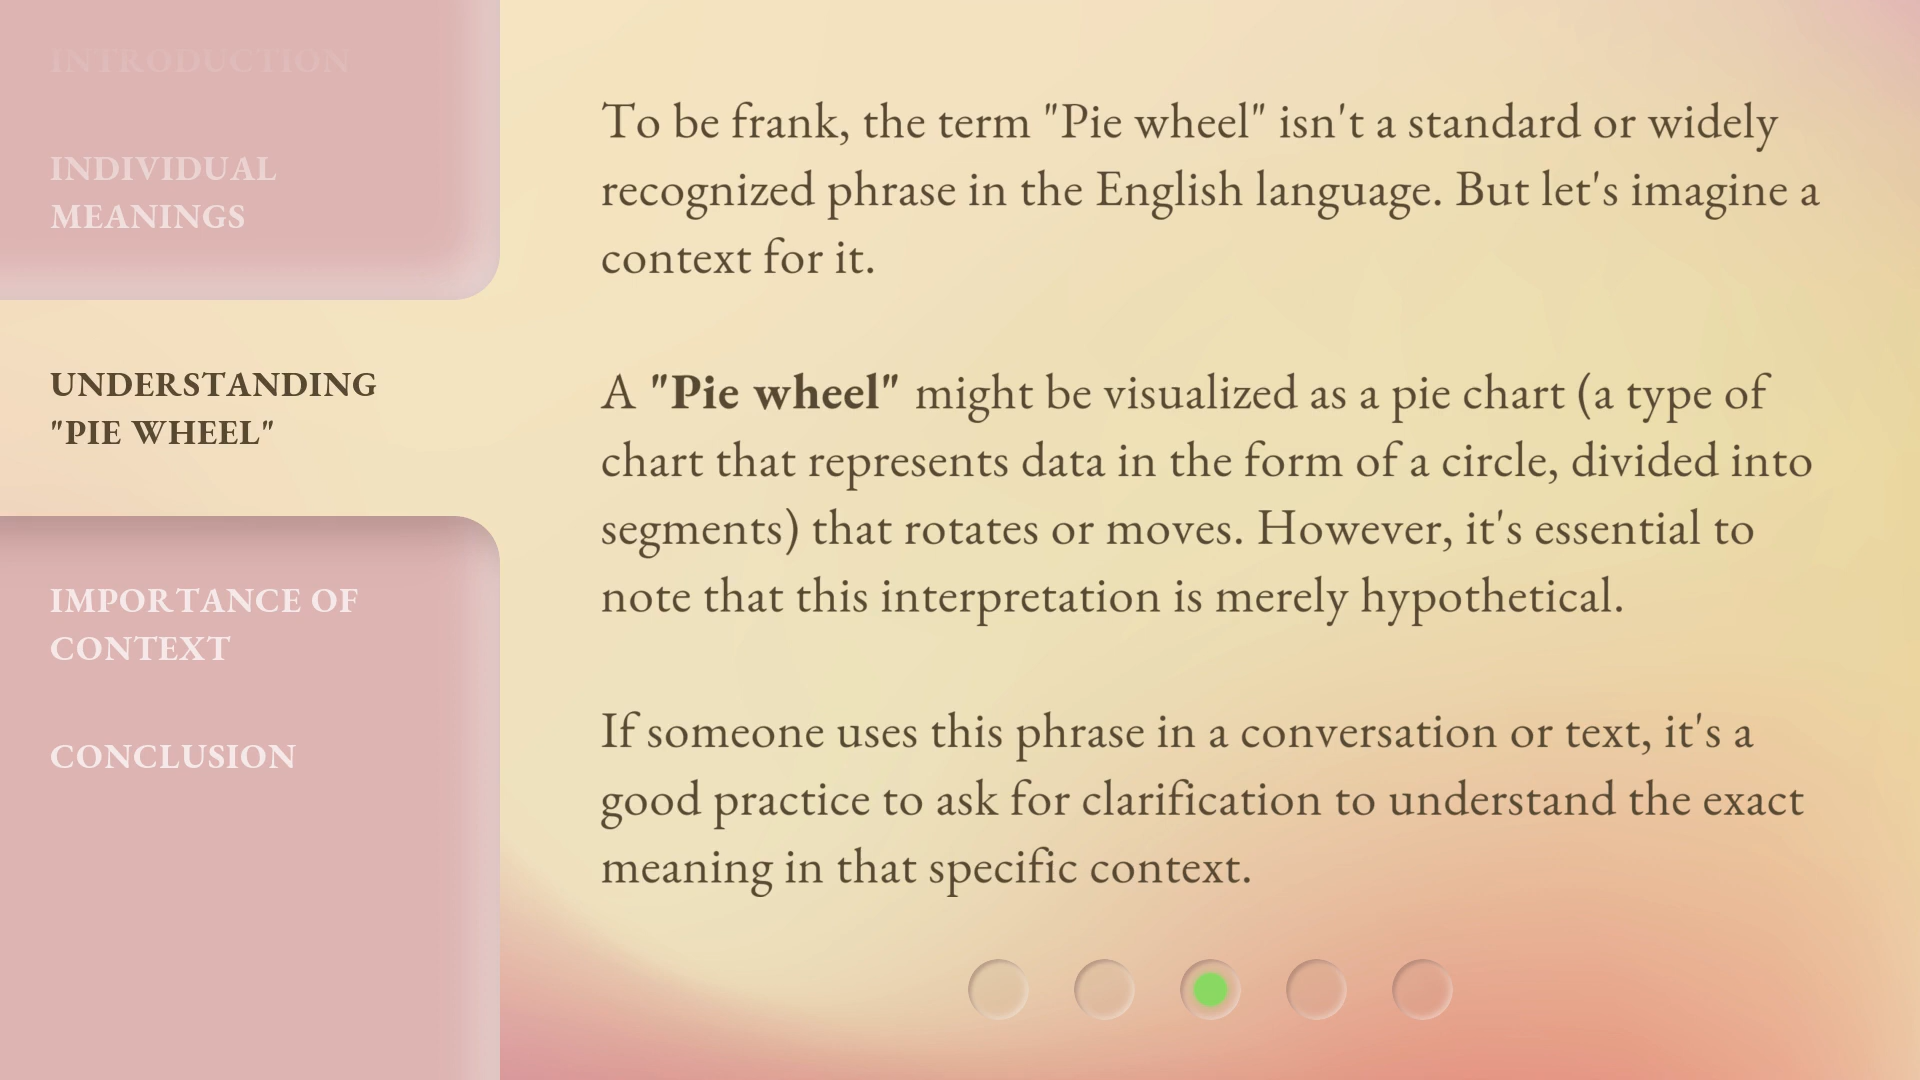 INTRODUCTION
INDIVIDUAL
MEANINGS
UNDERSTANDING
"PIE WHEEL"
IMPORTANCE OF
CONTEXT
CONCLUSION
To be frank, the term "Pie wheel" isn't a standard or widely
recognized phrase in the English language. But let's imagine a
context for it.
A "Pie wheel" might be visualized as a pie chart (a type of
chart that represents data in the form of a circle, divided into
segments) that rotates or moves. However, it's essential to
note that this interpretation is merely hypothetical.
If someone uses this phrase in a conversation or text, it's a
good practice to ask for clarification to understand the exact
meaning in that specific context.